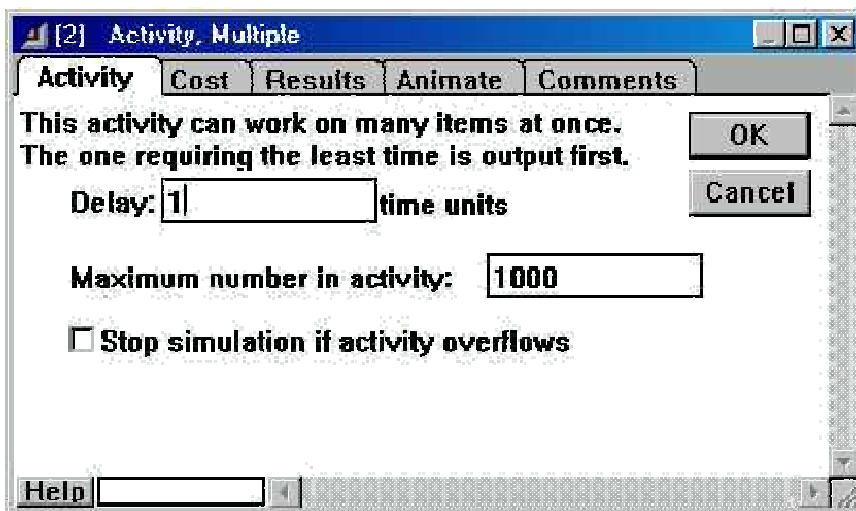 [2] Activity, Multiple
Activity Cost Results Animate Comments
This activity can work on many items at once.
The one requiring the least time is output first.
OK
Cancel
Delay: 1 time units
Maximum number in activity: 1000
Stop simulation if activity overflows
Help